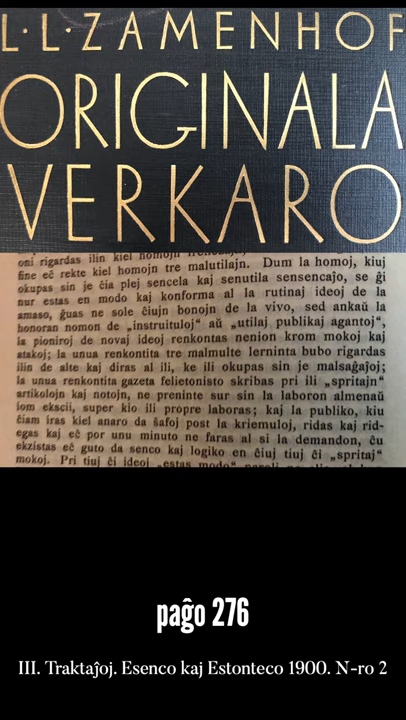 L·L·ZAMENHOF
ORIGINALA
VERKARO
oni rigardas ilin kiel homojn
fine eĉ rekte kiel homojn tre malutilajn. Dum la homoj, kiuj
okupas sin je ĉia plej sencela kaj senutila sensencaĵo, se ĝi
nur estas en modo kaj konforma al la rutinaj ideoj de la
amaso, ĝuas ne sole ĉiujn bonojn de la vivo, sed ankaŭ la
honoran nomon de „instruituloj“ aŭ „utilaj publikaj agantoj“,
la pioniroj de novaj ideoj renkontas nenion krom mokoj kaj
atakoj; la unua renkontita tre malmulte lerninta bubo rigardas
ilin de alte kaj diras al ili, ke ili okupas sin je malsaĝaĵoj;
la unua renkontita gazeta felietonisto skribas pri ili „spritajn“
artikolojn kaj notojn, ne preninte sur sin la laboron almenaŭ
iom ekscii, super kio ili propre laboras; kaj la publiko, kiu
ĉiam iras kiel anaro da ŝafoj post la kriemuloj, ridas kaj rid-
egas kaj eĉ por unu minuto ne faras al si la demandon, ĉu
ekzistas eĉ guto da senco kaj logiko en ĉiuj tiuj ĉi „spritaj“
mokoj. Pri tiuj ĉi ideoj „estas modo“
paĝo 276
III. Traktaĵoj. Esenco kaj Estonteco 1900. N-ro 2